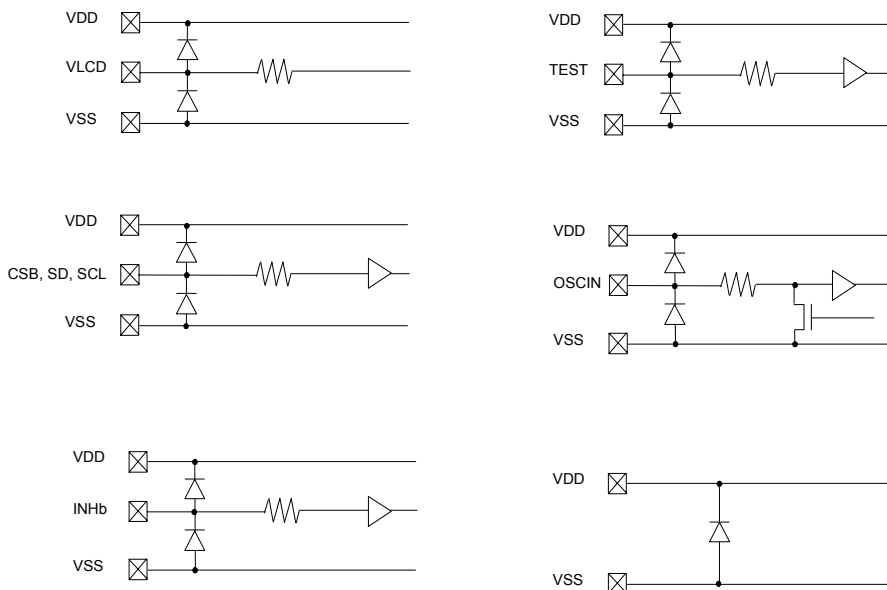 VDD
VLCD
VSS
VDD
TEST
VSS
VDD
CSB, SD, SCL
VSS
VDD
OSCIN
VSS
VDD
INHb
VSS
VDD
VSS